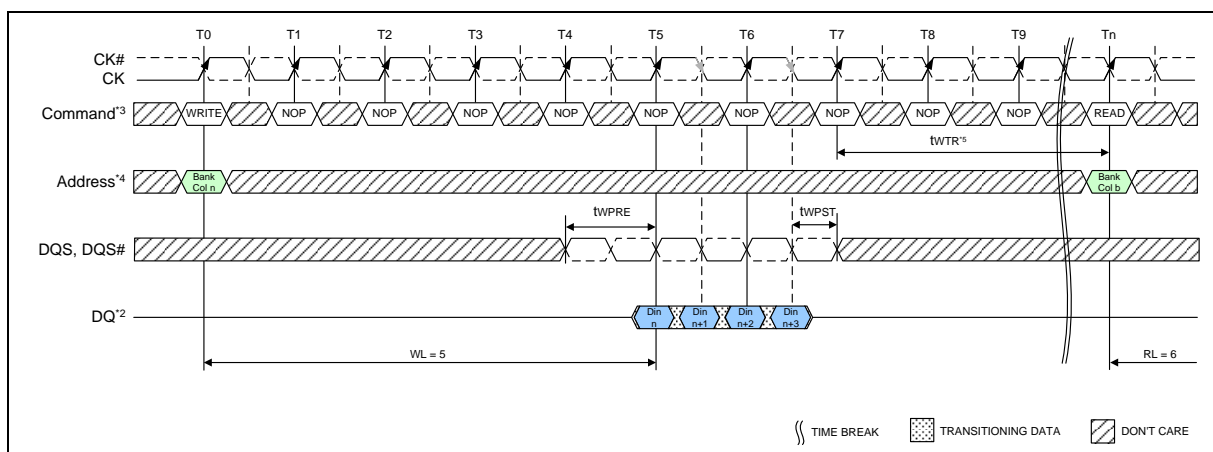 T0 T1 T2 T3 T4 T5 T6 T7 T8 T9 Tn
CK#
CK
Command*3 WRITE NOP NOP NOP NOP NOP NOP NOP NOP NOP READ
tWTR*5
Address*4 Bank Col n Bank Col b
tWPRE tWPST
DQS, DQS#
DQ*2 Din n Din n+1 Din n+2 Din n+3
WL = 5 RL = 6
TIME BREAK TRANSITIONING DATA DON'T CARE